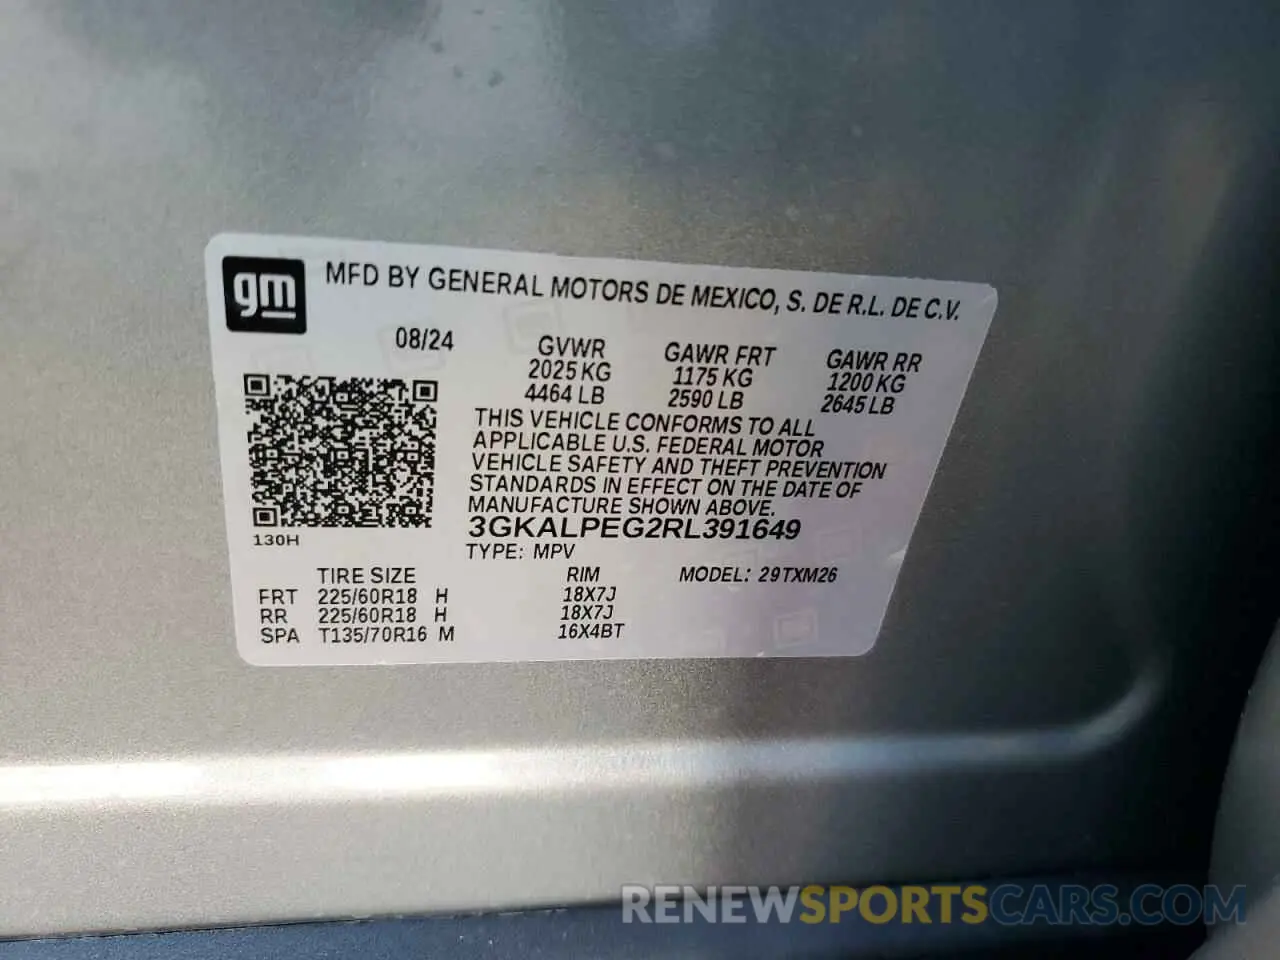 gm
MFD BY GENERAL MOTORS DE MEXICO, S. DE R.L. DE C.V.
08/24
GVWR GAWR FRT GAWR RR
2025 KG 1175 KG 1200 KG
4464 LB 2590 LB 2645 LB
THIS VEHICLE CONFORMS TO ALL
APPLICABLE U.S. FEDERAL MOTOR
VEHICLE SAFETY AND THEFT PREVENTION
STANDARDS IN EFFECT ON THE DATE OF
MANUFACTURE SHOWN ABOVE.
3GKALPEG2RL391649
130H
TYPE: MPV
TIRE SIZE RIM MODEL: 29TXM26
FRT 225/60R18 H 18X7J
RR 225/60R18 H 18X7J
SPA T135/70R16 M 16X4BT
RENEWSPORTSCARS.COM